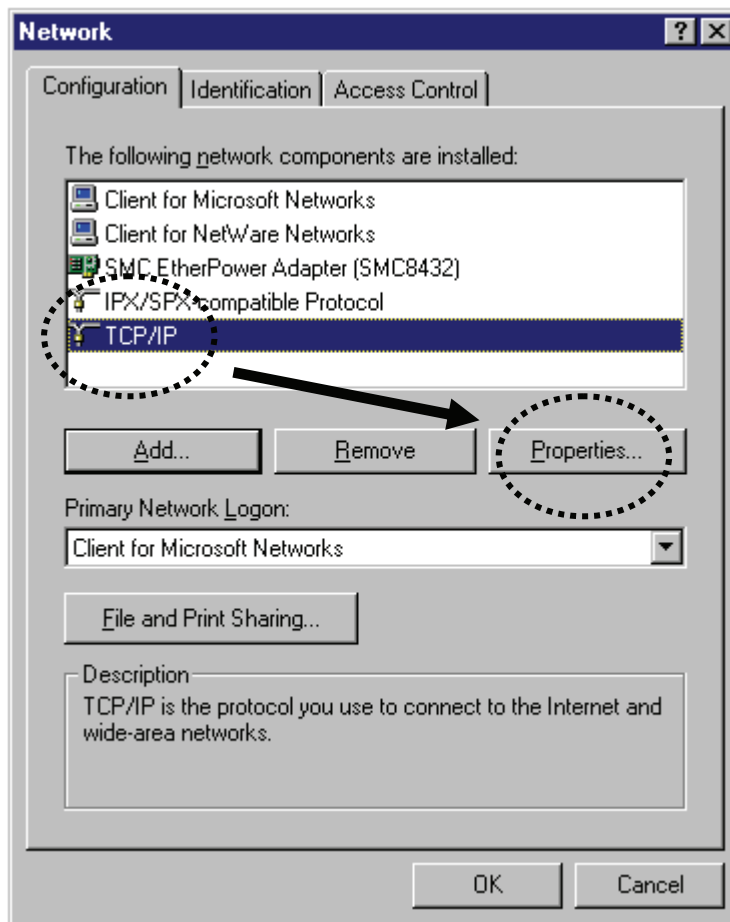 Network
Configuration Identification Access Control
The following network components are installed:
Client for Microsoft Networks
Client for NetWare Networks
SMC EtherPower Adapter (SMC8432)
IPX/SPX-compatible Protocol
TCP/IP
Add... Remove Properties...
Primary Network Logon:
Client for Microsoft Networks
File and Print Sharing...
Description
TCP/IP is the protocol you use to connect to the Internet and
wide-area networks.
OK Cancel